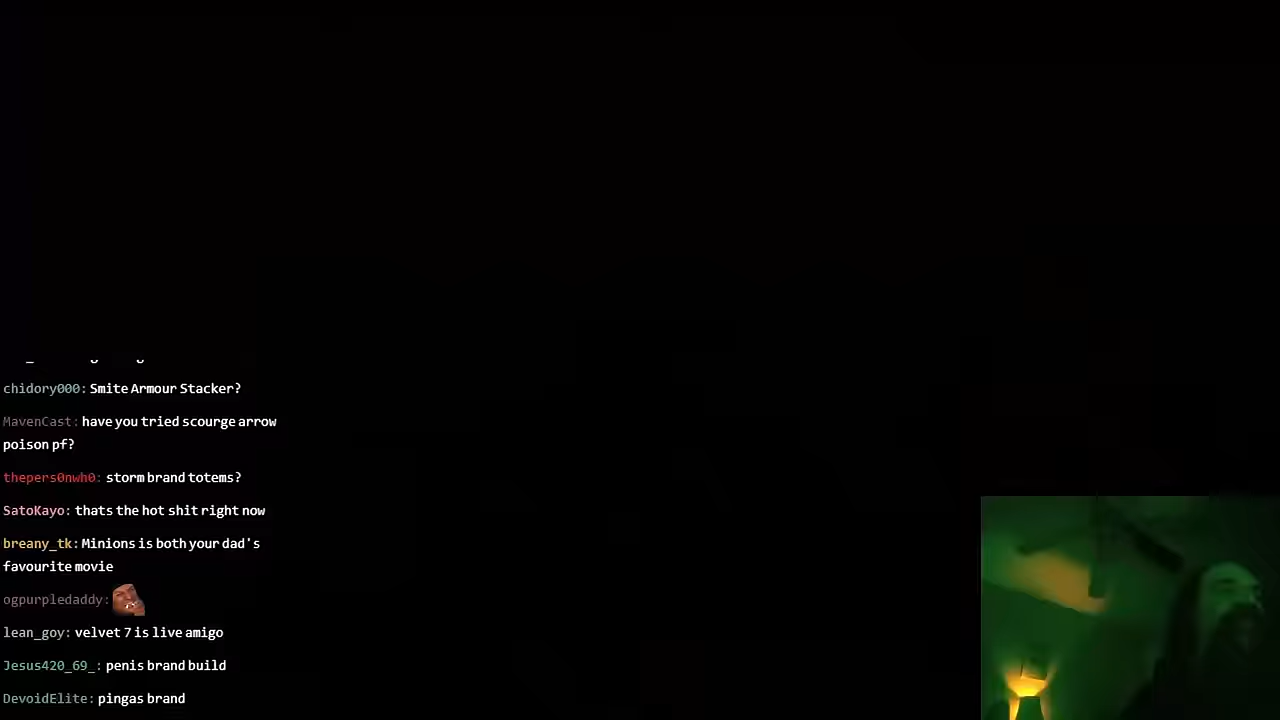 chidory000: Smite Armour Stacker?
MavenCast: have you tried scourge arrow
poison pf?
thepers0nwh0: storm brand totems?
SatoKayo: thats the hot shit right now
breany_tk: Minions is both your dad's
favourite movie
ogpurpledaddy:
lean_goy: velvet 7 is live amigo
Jesus420_69_: penis brand build
DevoidElite: pingas brand